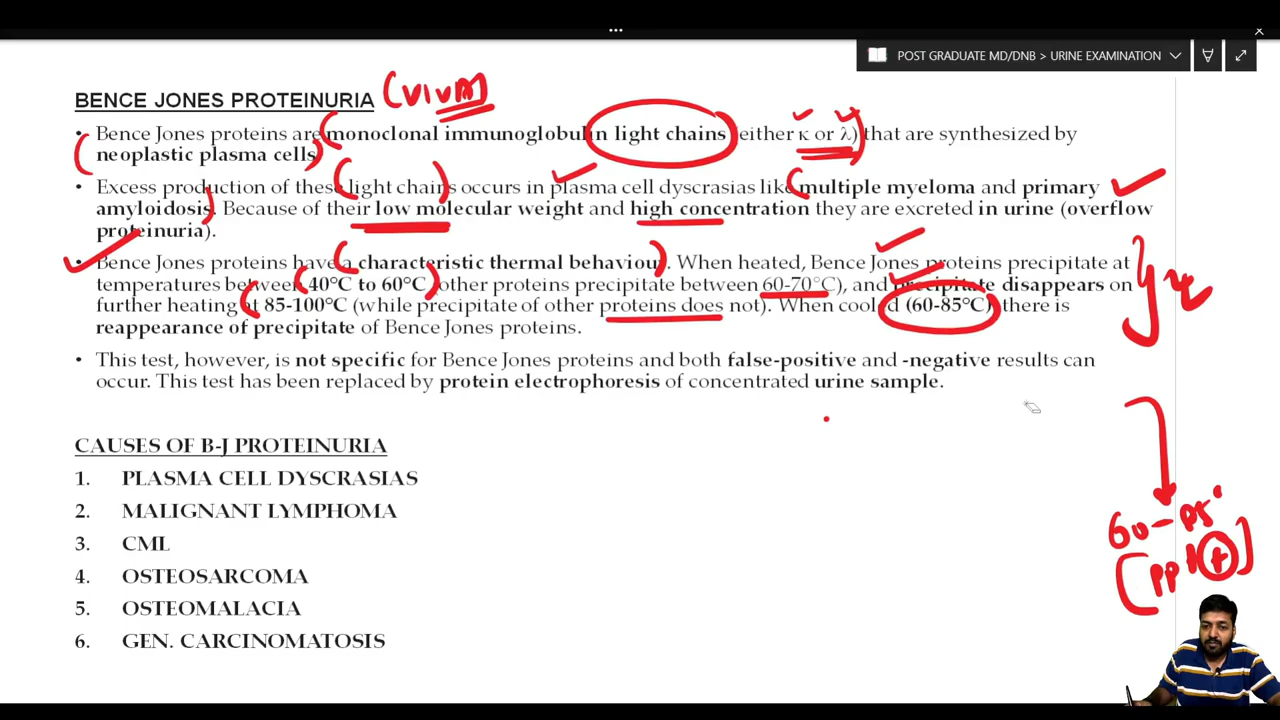 POST GRADUATE MD/DNB > URINE EXAMINATION
BENCE JONES PROTEINURIA (VIVA)
• Bence Jones proteins are (monoclonal immunoglobulin light chains either κ or λ) that are synthesized by
neoplastic plasma cells.
• Excess production of these light chains occurs in plasma cell dyscrasias like multiple myeloma and primary
amyloidosis. Because of their low molecular weight and high concentration they are excreted in urine (overflow
proteinuria).
• Bence Jones proteins have characteristic thermal behaviour. When heated, Bence Jones proteins precipitate at
temperatures between 40°C to 60°C (other proteins precipitate between 60-70°C), and precipitate disappears on
further heating at 85-100°C (while precipitate of other proteins does not). When cooled (60-85°C), there is
reappearance of precipitate of Bence Jones proteins.
• This test, however, is not specific for Bence Jones proteins and both false-positive and -negative results can
occur. This test has been replaced by protein electrophoresis of concentrated urine sample.
60-85°
[ppt +]
CAUSES OF B-J PROTEINURIA
1. PLASMA CELL DYSCRASIAS
2. MALIGNANT LYMPHOMA
3. CML
4. OSTEOSARCOMA
5. OSTEOMALACIA
6. GEN. CARCINOMATOSIS